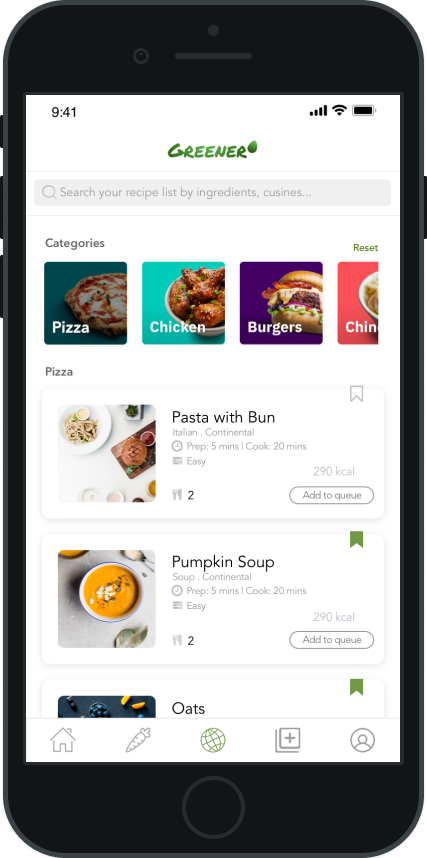 9:41
GREENER
Search your recipe list by ingredients, cusines...
Categories
Reset
Pizza
Chicken
Burgers
Chin
Pizza
Pasta with Bun
Italian . Continental
Prep: 5 mins | Cook: 20 mins
Easy
290 kcal
2
Add to queue
Pumpkin Soup
Soup . Continental
Prep: 5 mins | Cook: 20 mins
Easy
290 kcal
2
Add to queue
Oats